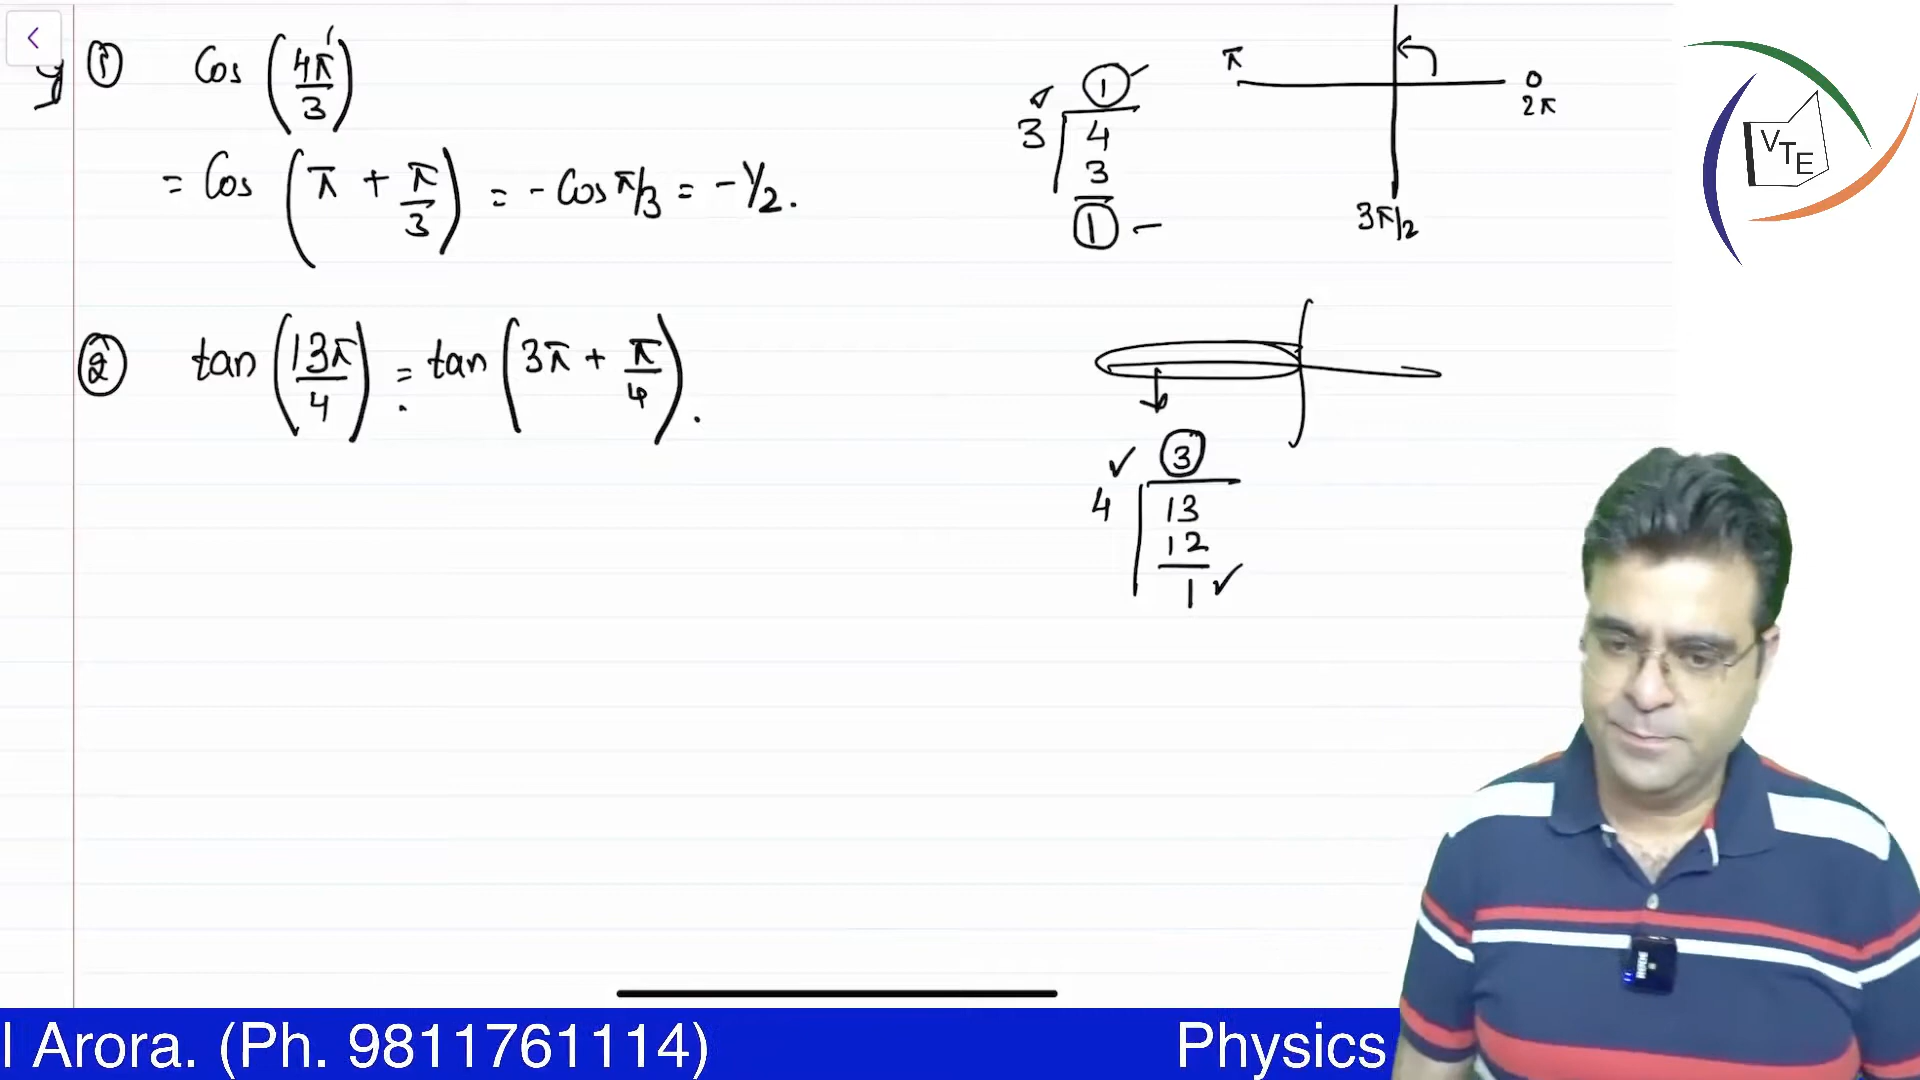 ① Cos (4π/3)
= Cos (π + π/3) = - Cos π/3 = - 1/2.
② tan (13π/4) = tan (3π + π/4).
1
3 4
3
1
π
0
2π
3π/2
3
4 13
12
1
VTE
l Arora. (Ph. 9811761114) Physics
RODE